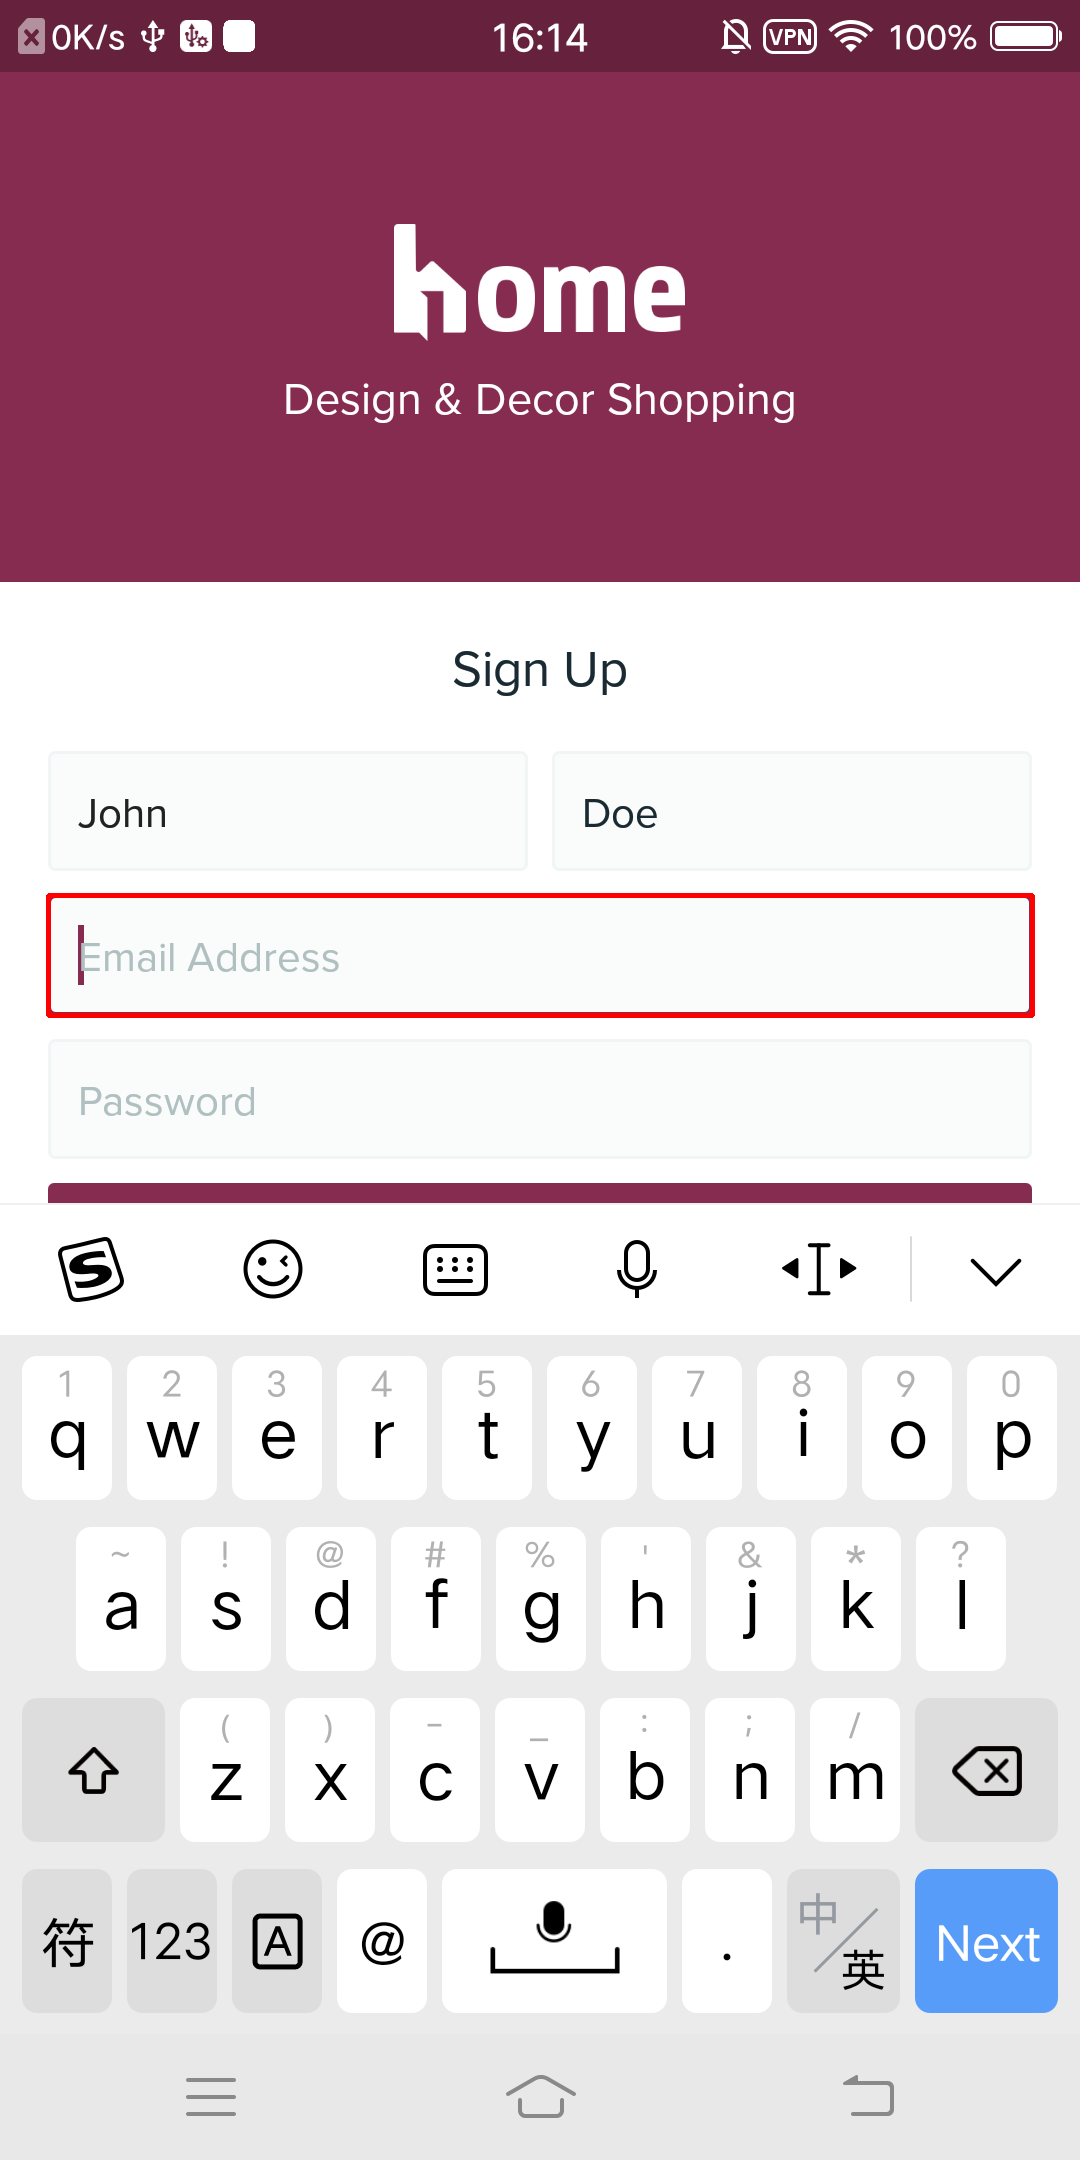 0K/s 16:14 VPN 100%
home
Design & Decor Shopping
Sign Up
John Doe
Email Address
Password
1 2 3 4 5 6 7 8 9 0
q w e r t y u i o p
~ ! @ # % ' & * ?
a s d f g h j k l
( ) - _ : ; /
z x c v b n m
符 123 A @ . 中/英 Next